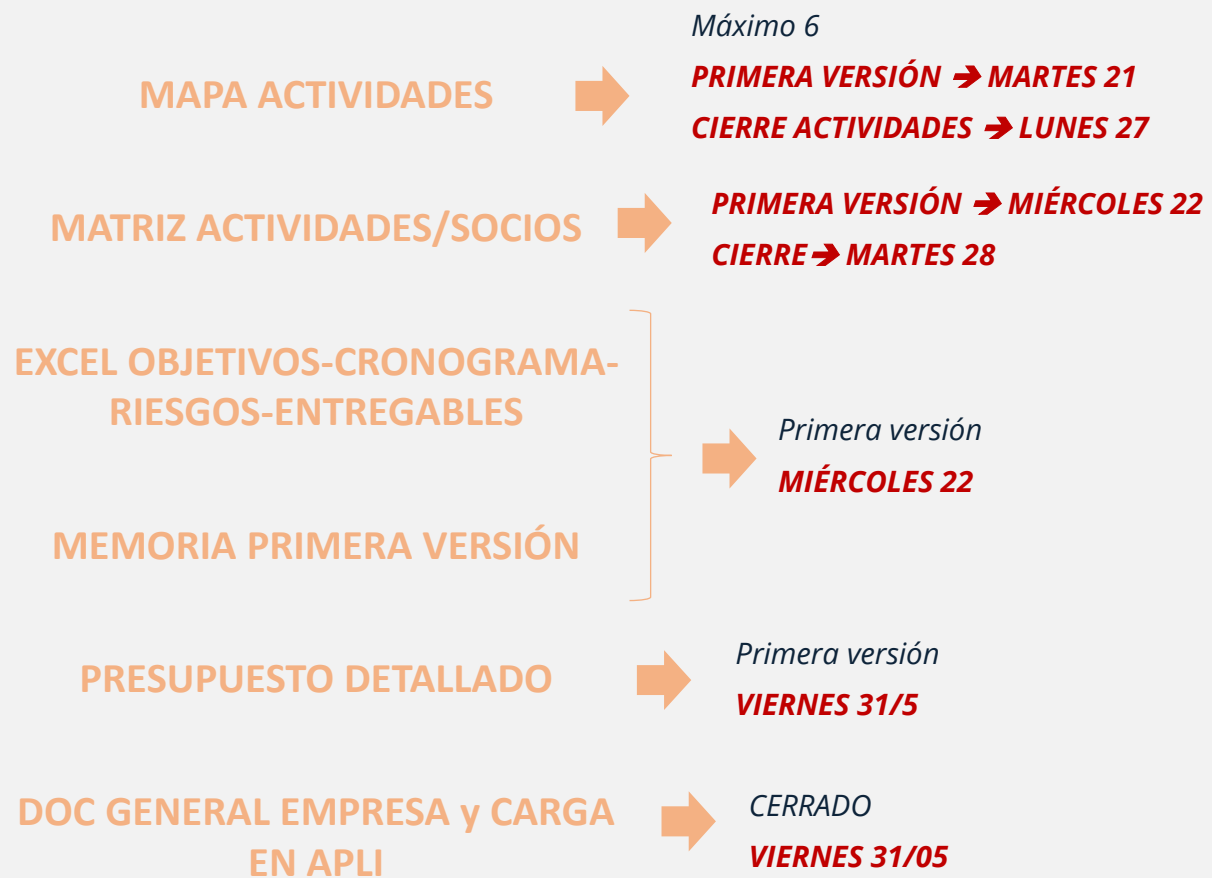 MAPA ACTIVIDADES
Máximo 6
PRIMERA VERSIÓN ➔ MARTES 21
CIERRE ACTIVIDADES ➔ LUNES 27
MATRIZ ACTIVIDADES/SOCIOS
PRIMERA VERSIÓN ➔ MIÉRCOLES 22
CIERRE➔ MARTES 28
EXCEL OBJETIVOS-CRONOGRAMA-
RIESGOS-ENTREGABLES
MEMORIA PRIMERA VERSIÓN
Primera versión
MIÉRCOLES 22
PRESUPUESTO DETALLADO
Primera versión
VIERNES 31/5
DOC GENERAL EMPRESA y CARGA
EN APLI
CERRADO
VIERNES 31/05